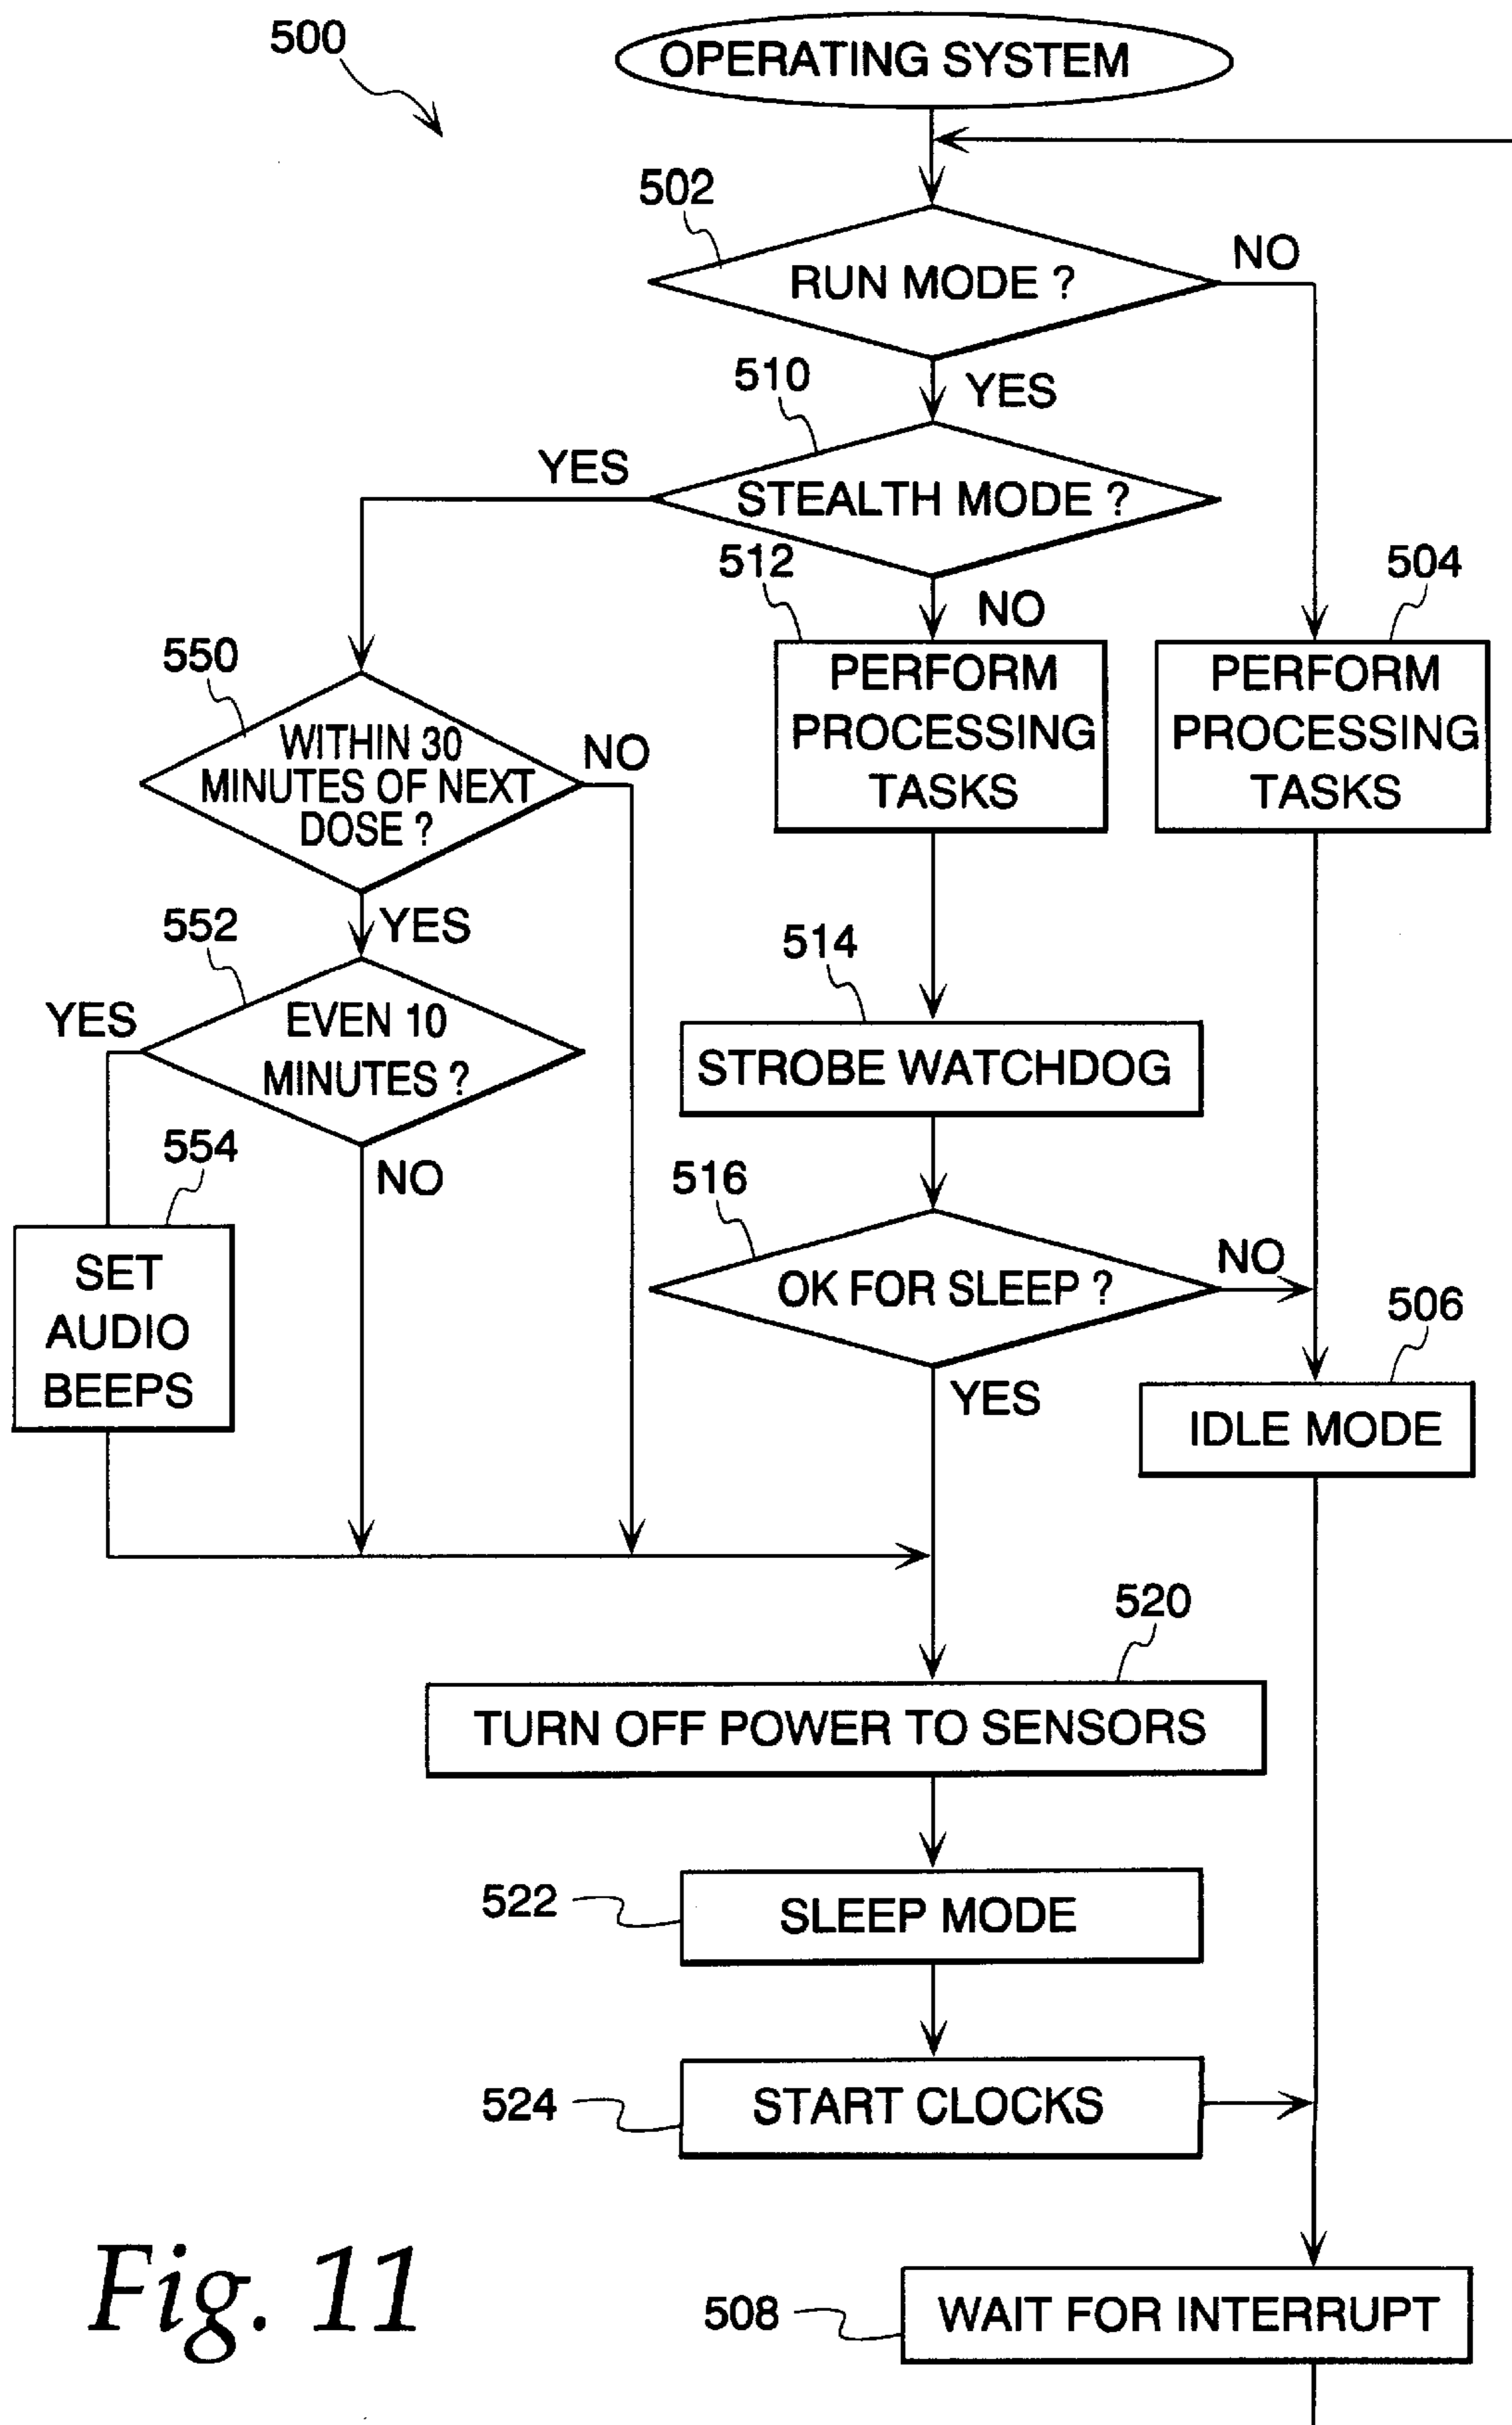 500
OPERATING SYSTEM
502
RUN MODE ?
NO
YES
510
STEALTH MODE ?
YES
NO
512
PERFORM
PROCESSING
TASKS
504
PERFORM
PROCESSING
TASKS
550
WITHIN 30
MINUTES OF NEXT
DOSE ?
NO
YES
552
EVEN 10
MINUTES ?
YES
NO
554
SET
AUDIO
BEEPS
514
STROBE WATCHDOG
516
OK FOR SLEEP ?
NO
YES
506
IDLE MODE
520
TURN OFF POWER TO SENSORS
522
SLEEP MODE
524
START CLOCKS
508
WAIT FOR INTERRUPT
Fig. 11